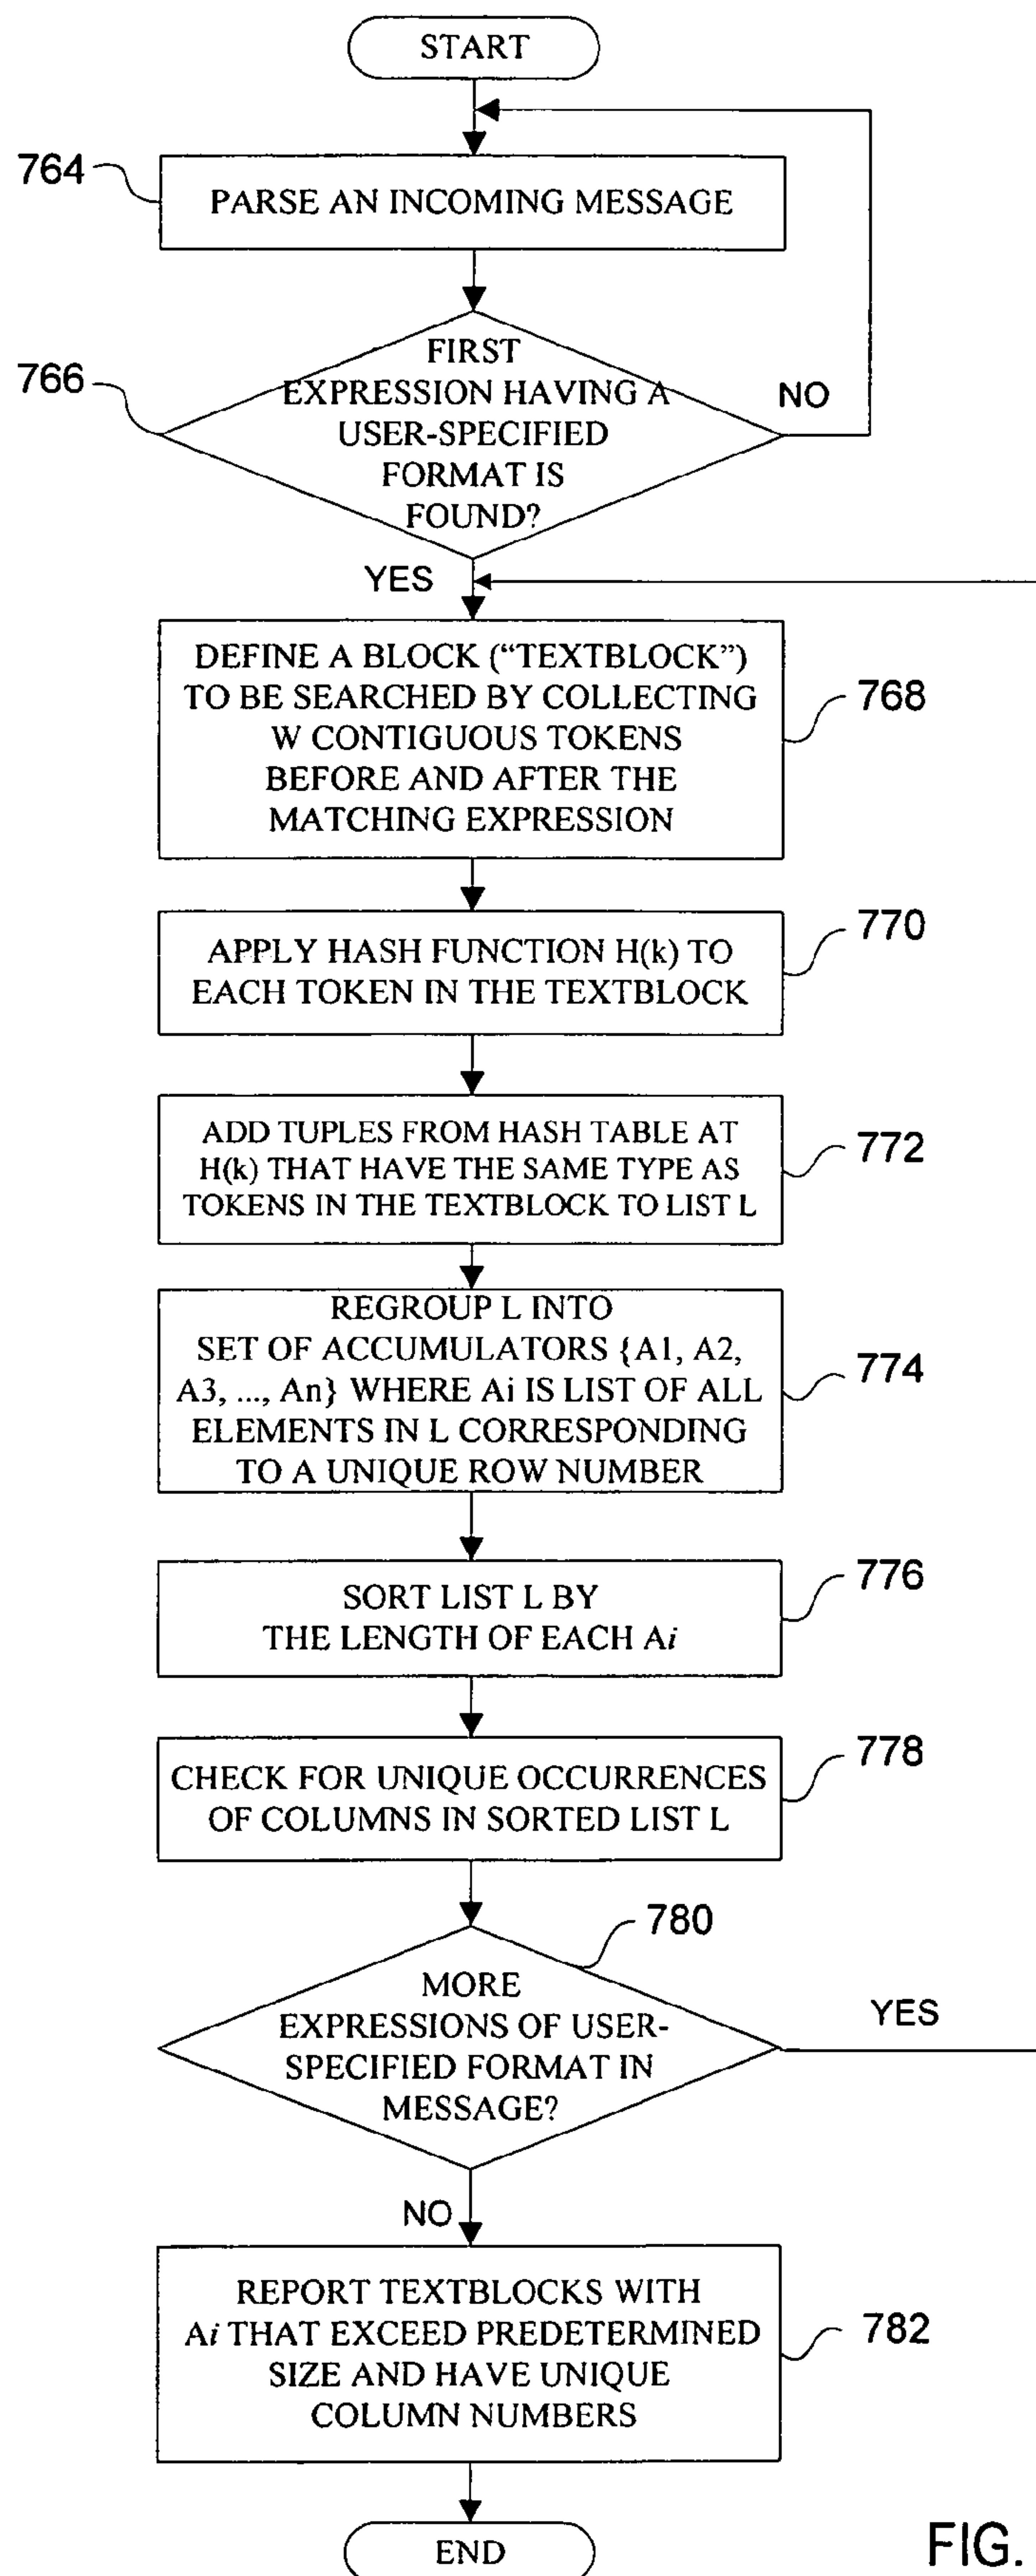 START
764
PARSE AN INCOMING MESSAGE
766
FIRST
EXPRESSION HAVING A
USER-SPECIFIED
FORMAT IS
FOUND?
NO
YES
DEFINE A BLOCK (“TEXTBLOCK”)
TO BE SEARCHED BY COLLECTING
W CONTIGUOUS TOKENS
BEFORE AND AFTER THE
MATCHING EXPRESSION
768
APPLY HASH FUNCTION H(k) TO
EACH TOKEN IN THE TEXTBLOCK
770
ADD TUPLES FROM HASH TABLE AT
H(k) THAT HAVE THE SAME TYPE AS
TOKENS IN THE TEXTBLOCK TO LIST L
772
REGROUP L INTO
SET OF ACCUMULATORS {A1, A2,
A3, ..., An} WHERE Ai IS LIST OF ALL
ELEMENTS IN L CORRESPONDING
TO A UNIQUE ROW NUMBER
774
SORT LIST L BY
THE LENGTH OF EACH Ai
776
CHECK FOR UNIQUE OCCURRENCES
OF COLUMNS IN SORTED LIST L
778
780
MORE
EXPRESSIONS OF USER-
SPECIFIED FORMAT IN
MESSAGE?
YES
NO
REPORT TEXTBLOCKS WITH
Ai THAT EXCEED PREDETERMINED
SIZE AND HAVE UNIQUE
COLUMN NUMBERS
782
END
FIG.